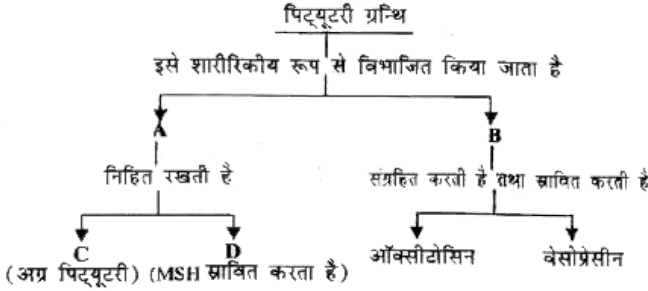 पिट्यूटरी ग्रन्थि
इसे शारीरिकीय रूप से विभाजित किया जाता है
A B
निहित रखती है संग्रहित करती है तथा स्रावित करती है
C D ऑक्सीटोसिन वेसोप्रेसीन
(अग्र पिट्यूटरी) (MSH स्रावित करता है)